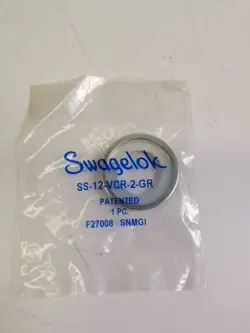 Swagelok
SS-12-VCR-2-GR
PATENTED
1 PC.
F27008 SNMGI